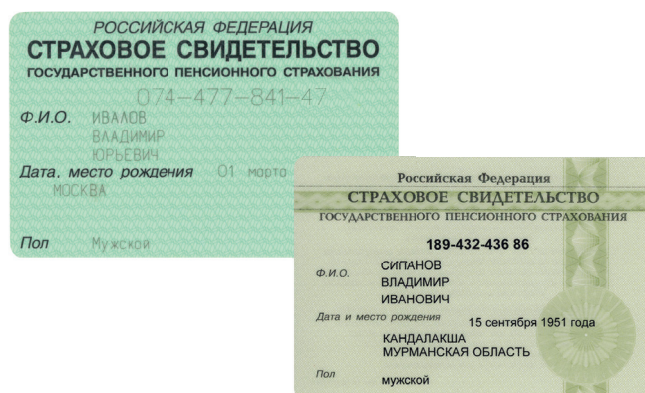 РОССИЙСКАЯ ФЕДЕРАЦИЯ
СТРАХОВОЕ СВИДЕТЕЛЬСТВО
ГОСУДАРСТВЕННОГО ПЕНСИОННОГО СТРАХОВАНИЯ
074-477-841-47
Ф.И.О. ИВАЛОВ
ВЛАДИМИР
ЮРЬЕВИЧ
Дата, место рождения 01 марта
МОСКВА
Пол Мужской
Российская Федерация
СТРАХОВОЕ СВИДЕТЕЛЬСТВО
ГОСУДАРСТВЕННОГО ПЕНСИОННОГО СТРАХОВАНИЯ
189-432-436 86
Ф.И.О. СИПАНОВ
ВЛАДИМИР
ИВАНОВИЧ
Дата и место рождения 15 сентября 1951 года
КАНДАЛАКША
МУРМАНСКАЯ ОБЛАСТЬ
Пол мужской